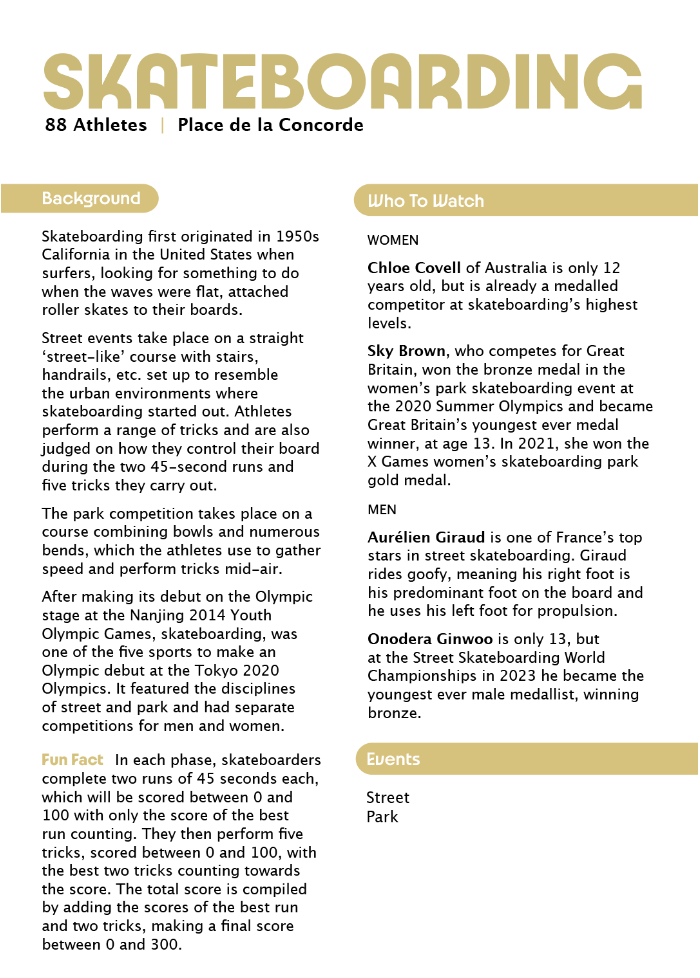 SKATEBOARDING
88 Athletes | Place de la Concorde
Background
Skateboarding first originated in 1950s
California in the United States when
surfers, looking for something to do
when the waves were flat, attached
roller skates to their boards.
Street events take place on a straight
‘street-like’ course with stairs,
handrails, etc. set up to resemble
the urban environments where
skateboarding started out. Athletes
perform a range of tricks and are also
judged on how they control their board
during the two 45-second runs and
five tricks they carry out.
The park competition takes place on a
course combining bowls and numerous
bends, which the athletes use to gather
speed and perform tricks mid-air.
After making its debut on the Olympic
stage at the Nanjing 2014 Youth
Olympic Games, skateboarding, was
one of the five sports to make an
Olympic debut at the Tokyo 2020
Olympics. It featured the disciplines
of street and park and had separate
competitions for men and women.
Fun Fact In each phase, skateboarders
complete two runs of 45 seconds each,
which will be scored between 0 and
100 with only the score of the best
run counting. They then perform five
tricks, scored between 0 and 100, with
the best two tricks counting towards
the score. The total score is compiled
by adding the scores of the best run
and two tricks, making a final score
between 0 and 300.
Who To Watch
WOMEN
Chloe Covell of Australia is only 12
years old, but is already a medalled
competitor at skateboarding’s highest
levels.
Sky Brown, who competes for Great
Britain, won the bronze medal in the
women’s park skateboarding event at
the 2020 Summer Olympics and became
Great Britain’s youngest ever medal
winner, at age 13. In 2021, she won the
X Games women’s skateboarding park
gold medal.
MEN
Aurélien Giraud is one of France’s top
stars in street skateboarding. Giraud
rides goofy, meaning his right foot is
his predominant foot on the board and
he uses his left foot for propulsion.
Onodera Ginwoo is only 13, but
at the Street Skateboarding World
Championships in 2023 he became the
youngest ever male medallist, winning
bronze.
Events
Street
Park